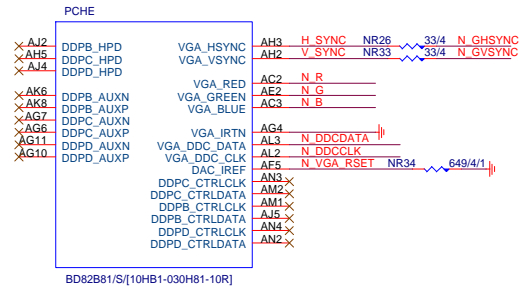 PCHE
AJ2 DDPB_HPD VGA_HSYNC AH3 H_SYNC NR26 33/4 N_GHSYNC
AH5 DDPC_HPD VGA_VSYNC AH2 V_SYNC NR33 33/4 N_GVSYNC
AJ4 DDPD_HPD
VGA_RED AC2 N_R
AK6 DDPB_AUXN VGA_GREEN AE2 N_G
AK8 DDPB_AUXP VGA_BLUE AC3 N_B
AG7 DDPC_AUXN
AG6 DDPC_AUXP VGA_IRTN AG4
AG11 DDPD_AUXN VGA_DDC_DATA AL3 N_DDCDATA
AG10 DDPD_AUXP VGA_DDC_CLK AL2 N_DDCCLK
DAC_IREF AF5 N_VGA_RSET NR34 649/4/1
DDPC_CTRLCLK AN3
DDPC_CTRLDATA AM2
DDPB_CTRLCLK AM1
DDPB_CTRLDATA AJ5
DDPD_CTRLCLK AN4
DDPD_CTRLDATA AN2
BD82B81/S/[10HB1-030H81-10R]